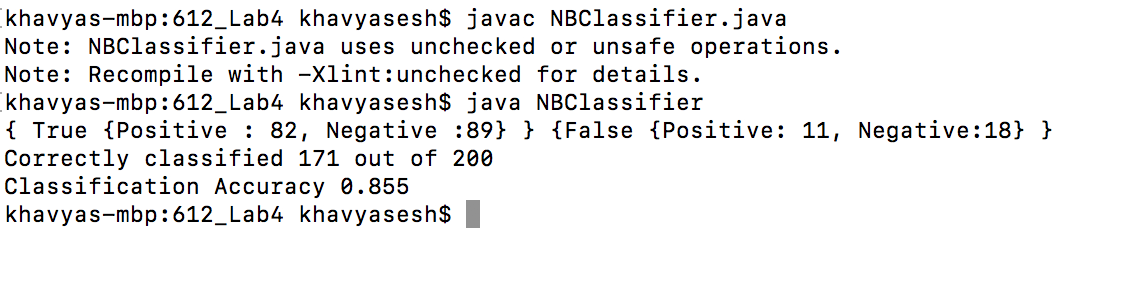 khavyas-mbp:612_Lab4 khavyasesh$ javac NBClassifier.java
Note: NBClassifier.java uses unchecked or unsafe operations.
Note: Recompile with -Xlint:unchecked for details.
khavyas-mbp:612_Lab4 khavyasesh$ java NBClassifier
{ True {Positive : 82, Negative :89} } {False {Positive: 11, Negative:18} }
Correctly classified 171 out of 200
Classification Accuracy 0.855
khavyas-mbp:612_Lab4 khavyasesh$